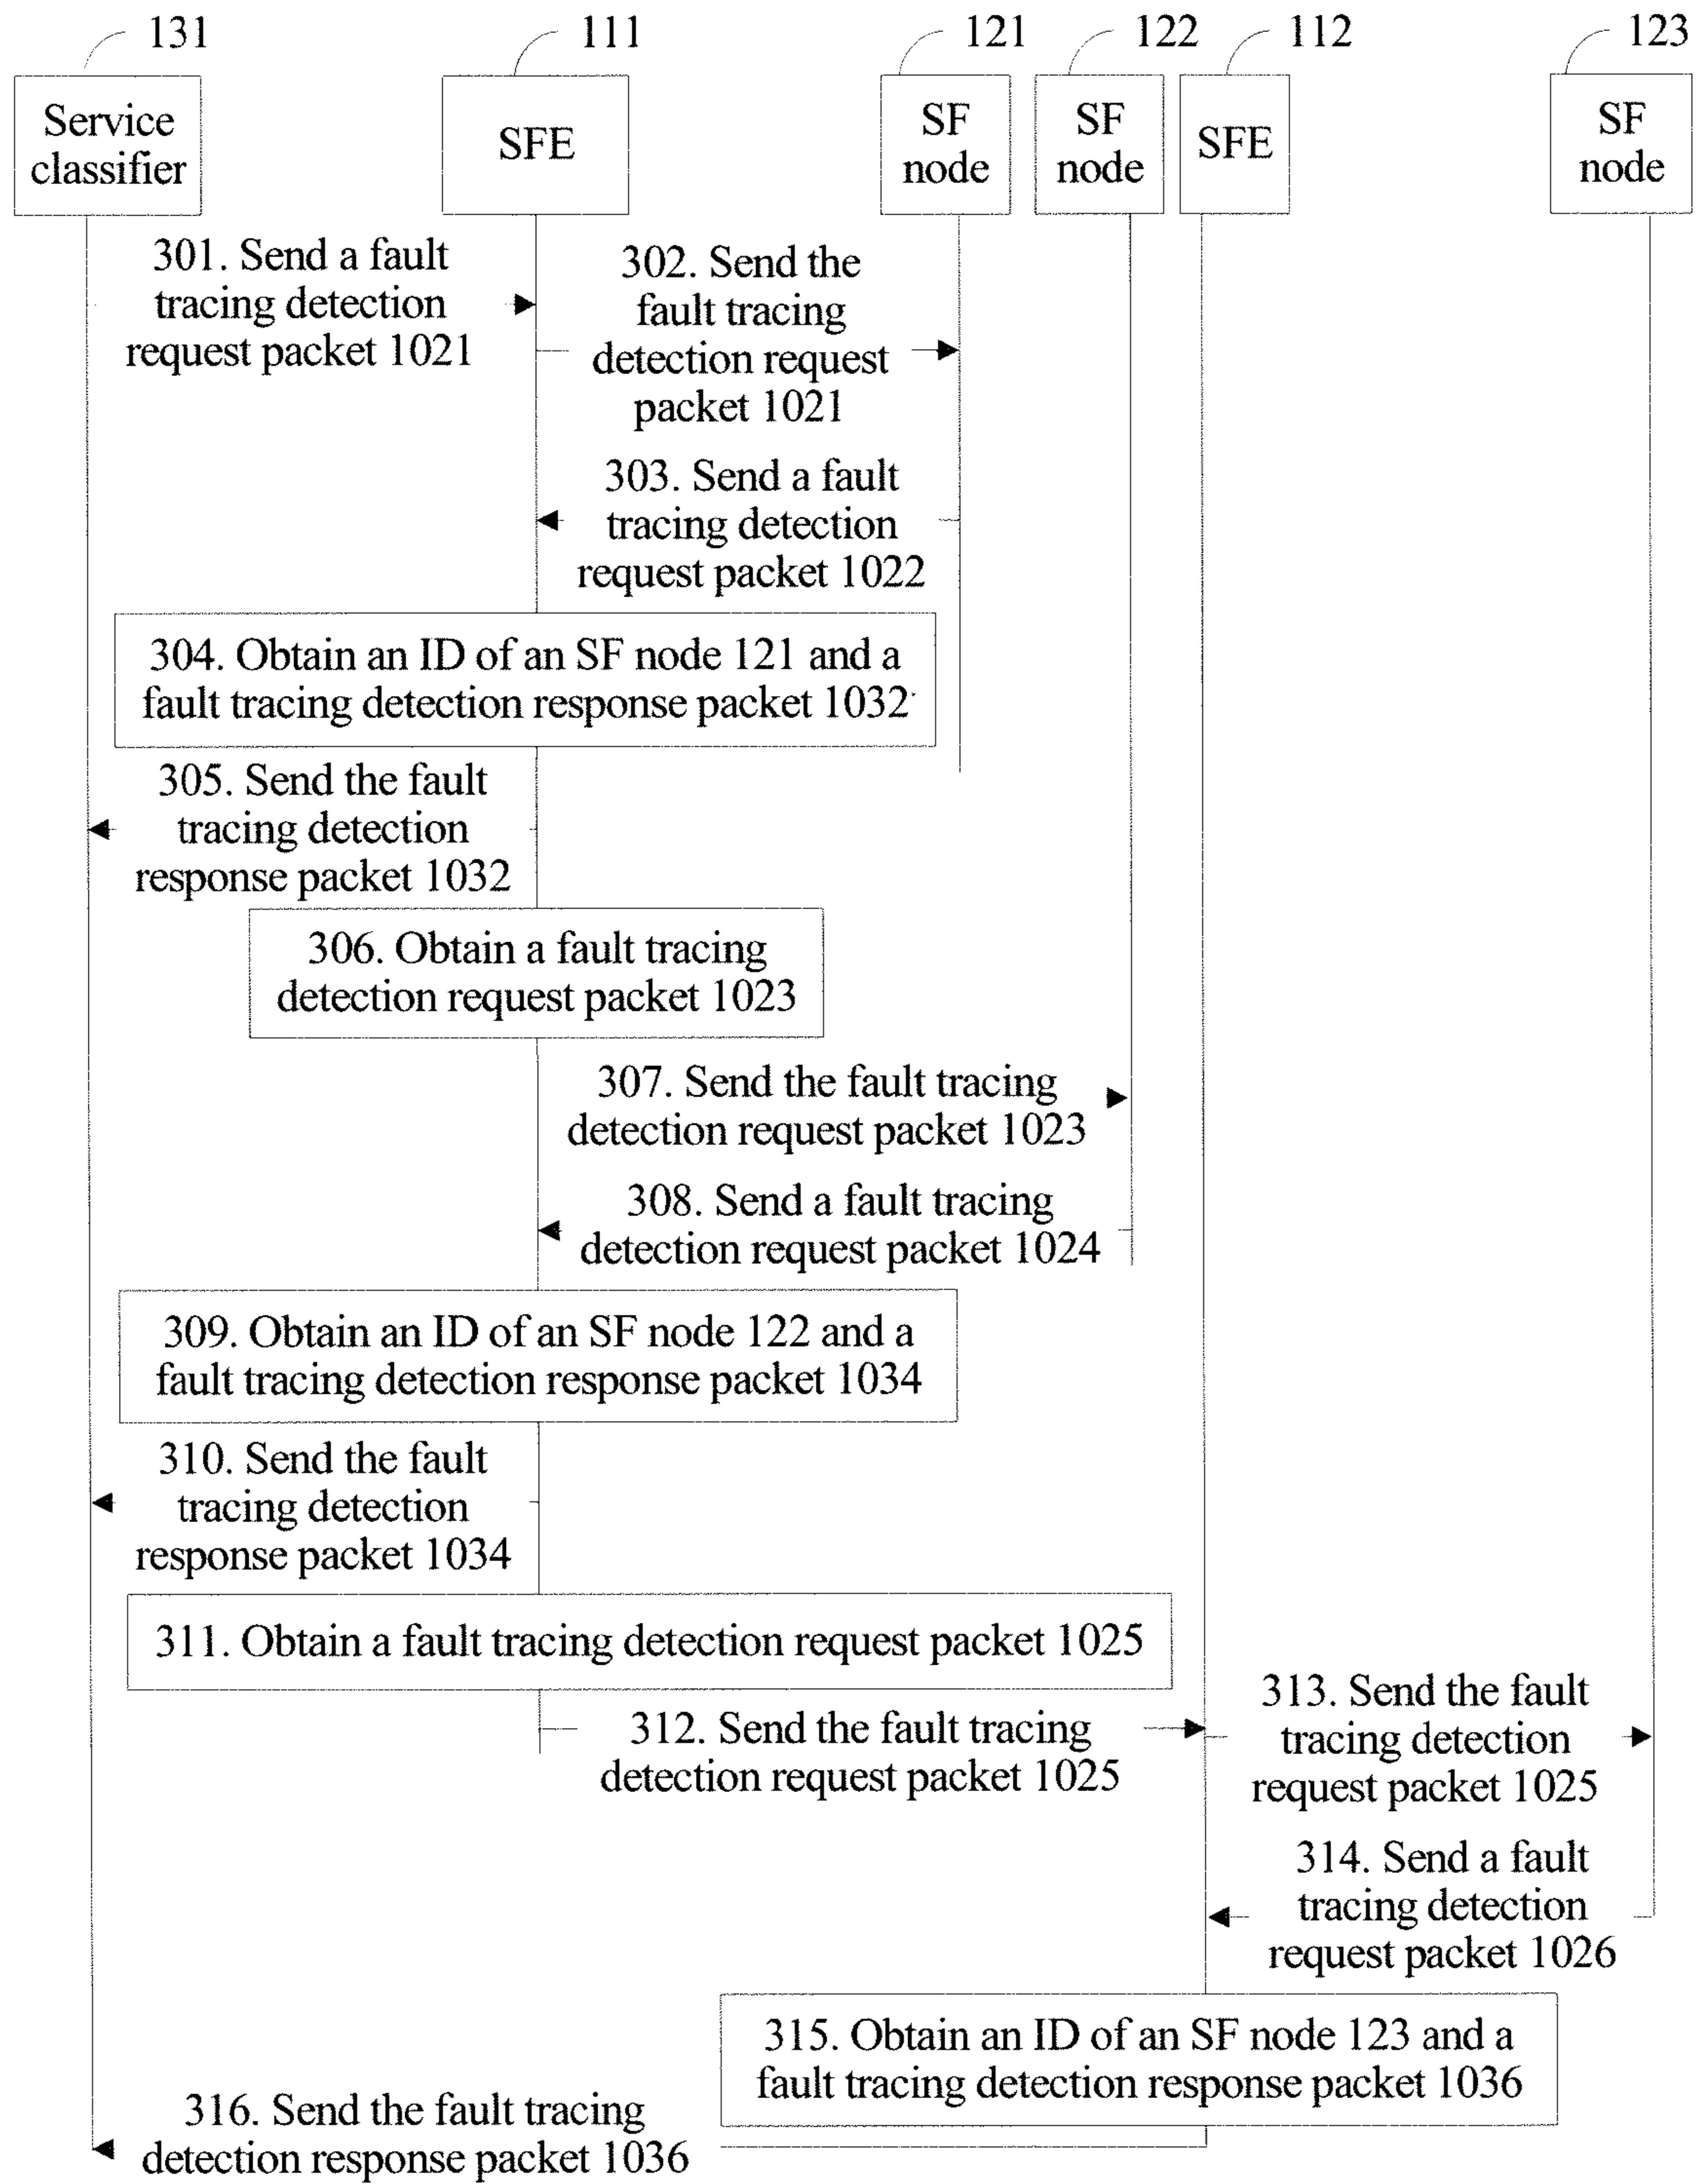 131
111
121
122
112
123
Service
classifier
SFE
SF
node
SF
node
SFE
SF
node
301. Send a fault
tracing detection
request packet 1021
302. Send the
fault tracing
detection request
packet 1021
303. Send a fault
tracing detection
request packet 1022
304. Obtain an ID of an SF node 121 and a
fault tracing detection response packet 1032
305. Send the fault
tracing detection
response packet 1032
306. Obtain a fault tracing
detection request packet 1023
307. Send the fault tracing
detection request packet 1023
308. Send a fault tracing
detection request packet 1024
309. Obtain an ID of an SF node 122 and a
fault tracing detection response packet 1034
310. Send the fault
tracing detection
response packet 1034
311. Obtain a fault tracing detection request packet 1025
312. Send the fault tracing
detection request packet 1025
313. Send the fault
tracing detection
request packet 1025
314. Send a fault
tracing detection
request packet 1026
315. Obtain an ID of an SF node 123 and a
fault tracing detection response packet 1036
316. Send the fault tracing
detection response packet 1036